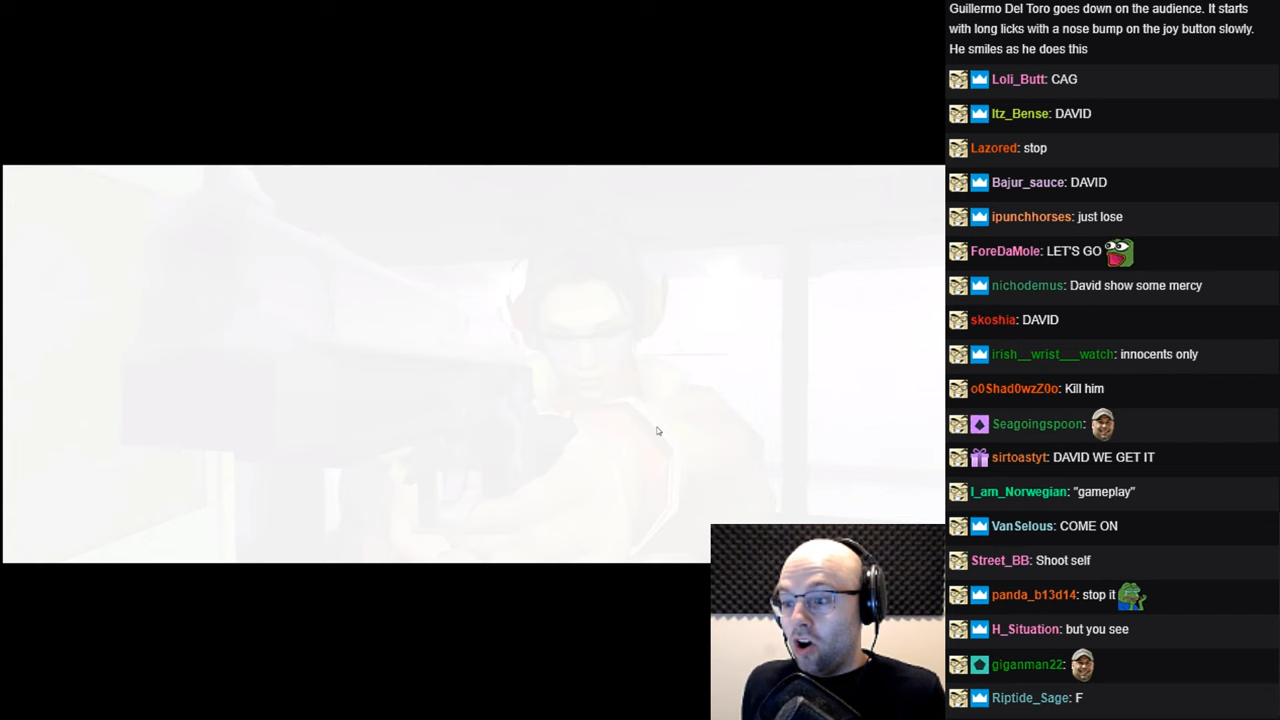 Guillermo Del Toro goes down on the audience. It starts
with long licks with a nose bump on the joy button slowly.
He smiles as he does this
Loli_Butt: CAG
Itz_Bense: DAVID
Lazored: stop
Bajur_sauce: DAVID
ipunchhorses: just lose
ForeDaMole: LET'S GO
nichodemus: David show some mercy
skoshia: DAVID
irish__wrist___watch: innocents only
o0Shad0wzZ0o: Kill him
Seagoingspoon:
sirtoastyt: DAVID WE GET IT
I_am_Norwegian: "gameplay"
VanSelous: COME ON
Street_BB: Shoot self
panda_b13d14: stop it
H_Situation: but you see
giganman22:
Riptide_Sage: F